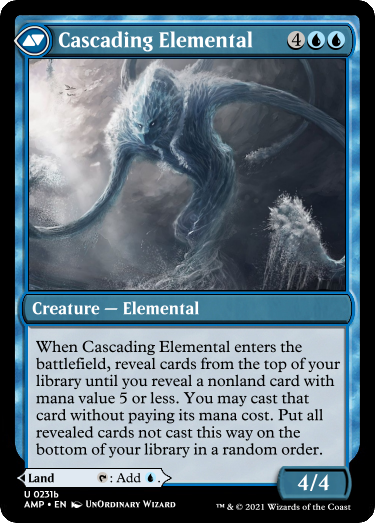 Cascading Elemental 4
Creature — Elemental
When Cascading Elemental enters the
battlefield, reveal cards from the top of your
library until you reveal a nonland card with
mana value 5 or less. You may cast that
card without paying its mana cost. Put all
revealed cards not cast this way on the
bottom of your library in a random order.
Land : Add .
4/4
U 0231b
AMP • EN UnOrdinary Wizard
™ & © 2021 Wizards of the Coast